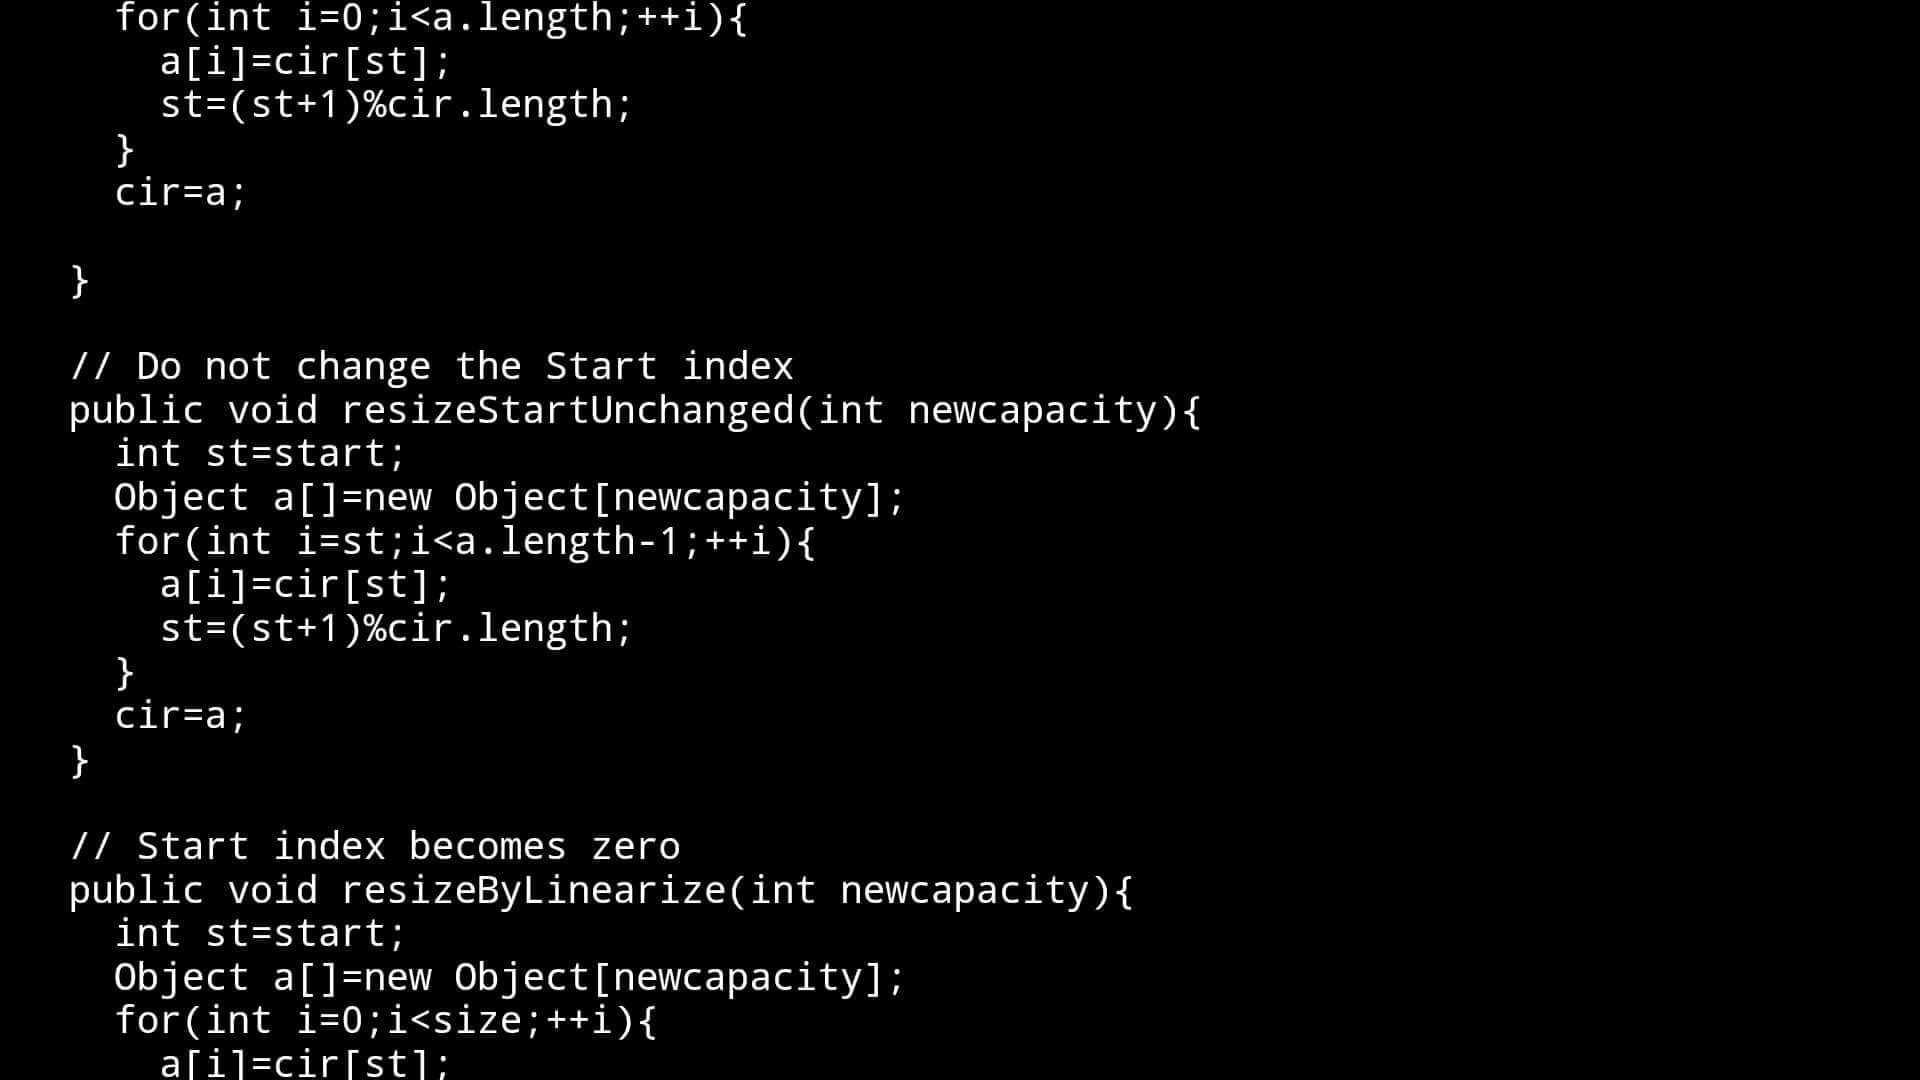 for(int i=0;i<a.length;++i){
a[i]=cir[st];
st=(st+1)%cir.length;
}
cir=a;
}
// Do not change the Start index
public void resizeStartUnchanged(int newcapacity){
int st=start;
Object a[]=new Object[newcapacity];
for(int i=st;i<a.length-1;++i){
a[i]=cir[st];
st=(st+1)%cir.length;
}
cir=a;
}
// Start index becomes zero
public void resizeByLinearize(int newcapacity){
int st=start;
Object a[]=new Object[newcapacity];
for(int i=0;i<size;++i){
a[i]=cir[st];